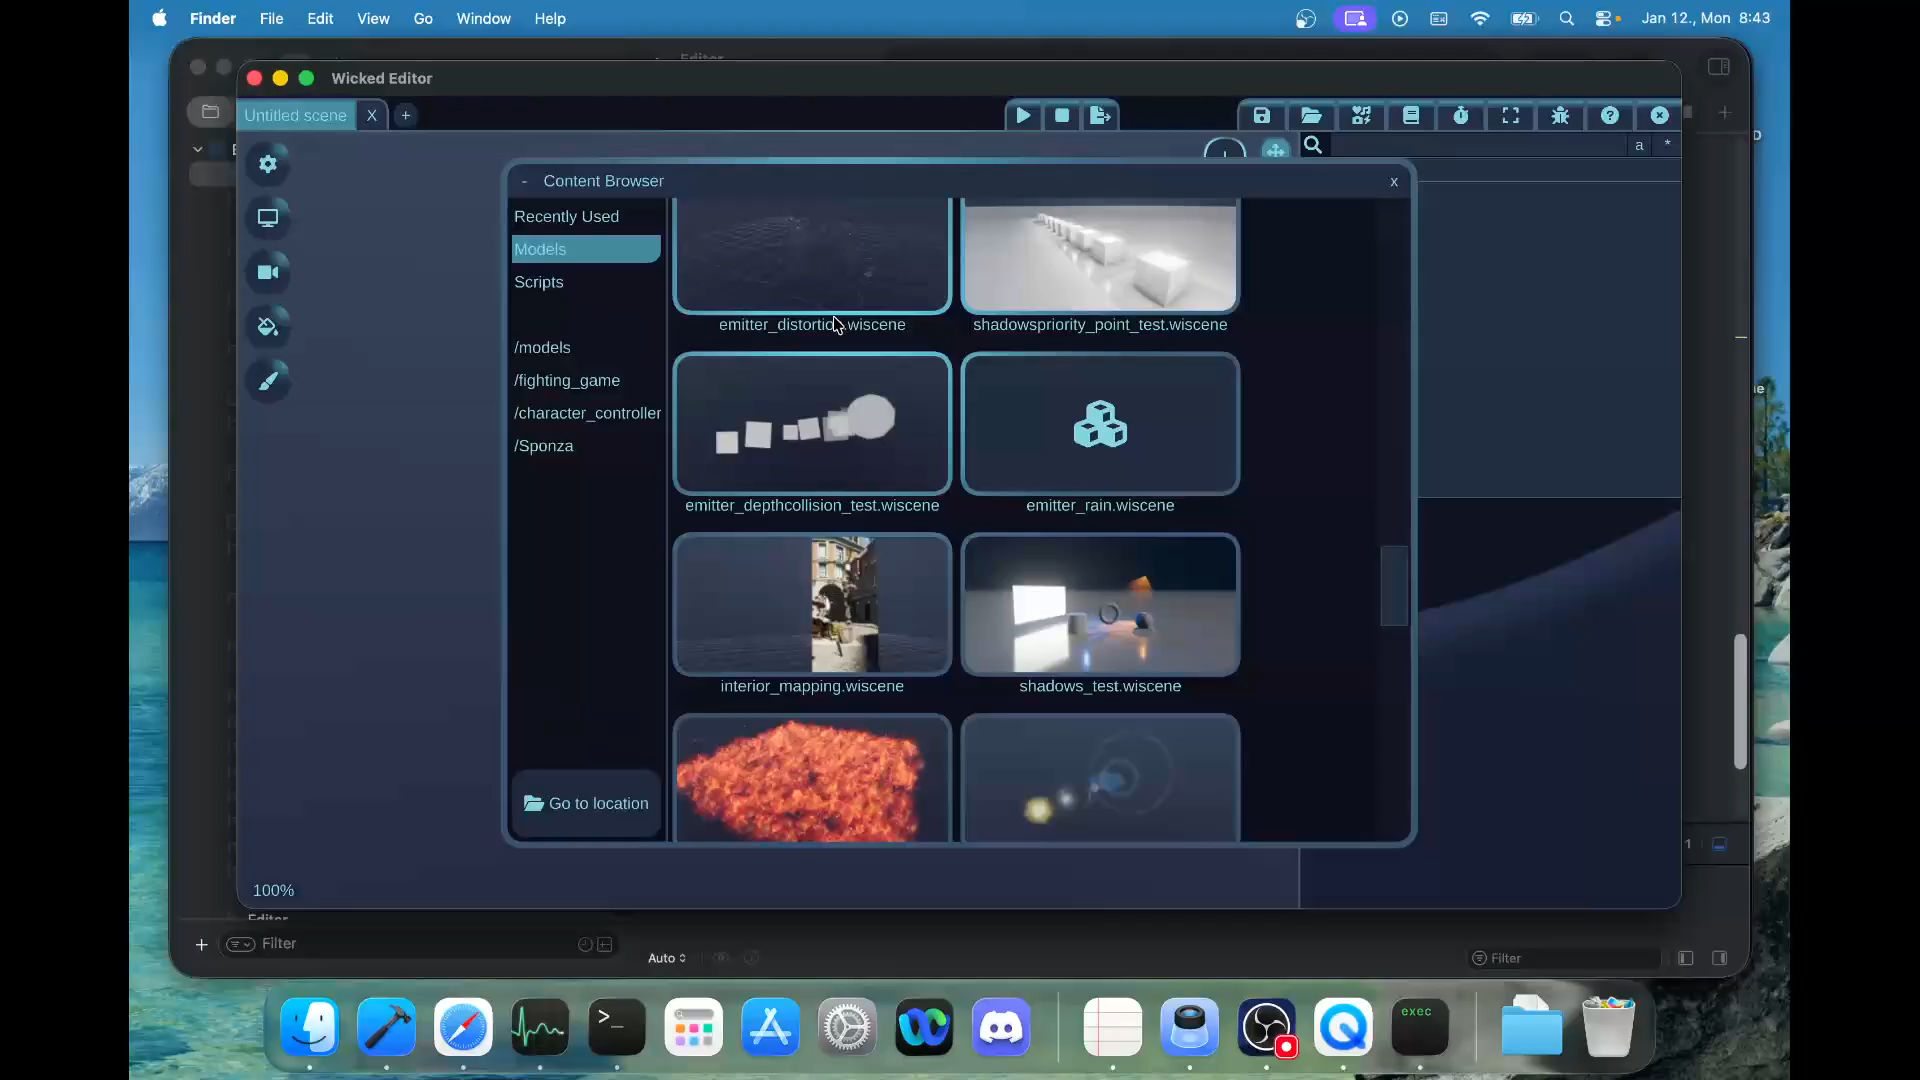 Finder File Edit View Go Window Help Jan 12., Mon 8:43
Editor
Wicked Editor
Untitled scene X +
a *
- Content Browser x
Recently Used
Models
Scripts
/models
/fighting_game
/character_controller
/Sponza
Go to location
emitter_distortion.wiscene shadowspriority_point_test.wiscene
emitter_depthcollision_test.wiscene emitter_rain.wiscene
interior_mapping.wiscene shadows_test.wiscene
100%
Editor
Filter
Auto
Filter
exec